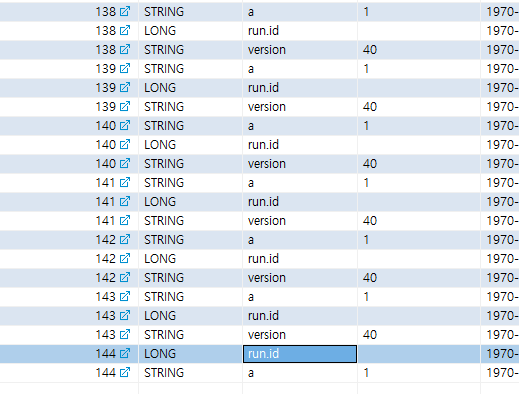 138 STRING a 1 1970-
138 LONG run.id 1970-
138 STRING version 40 1970-
139 STRING a 1 1970-
139 LONG run.id 1970-
139 STRING version 40 1970-
140 STRING a 1 1970-
140 LONG run.id 1970-
140 STRING version 40 1970-
141 STRING a 1 1970-
141 LONG run.id 1970-
141 STRING version 40 1970-
142 STRING a 1 1970-
142 LONG run.id 1970-
142 STRING version 40 1970-
143 STRING a 1 1970-
143 LONG run.id 1970-
143 STRING version 40 1970-
144 LONG run.id 1970-
144 STRING a 1 1970-